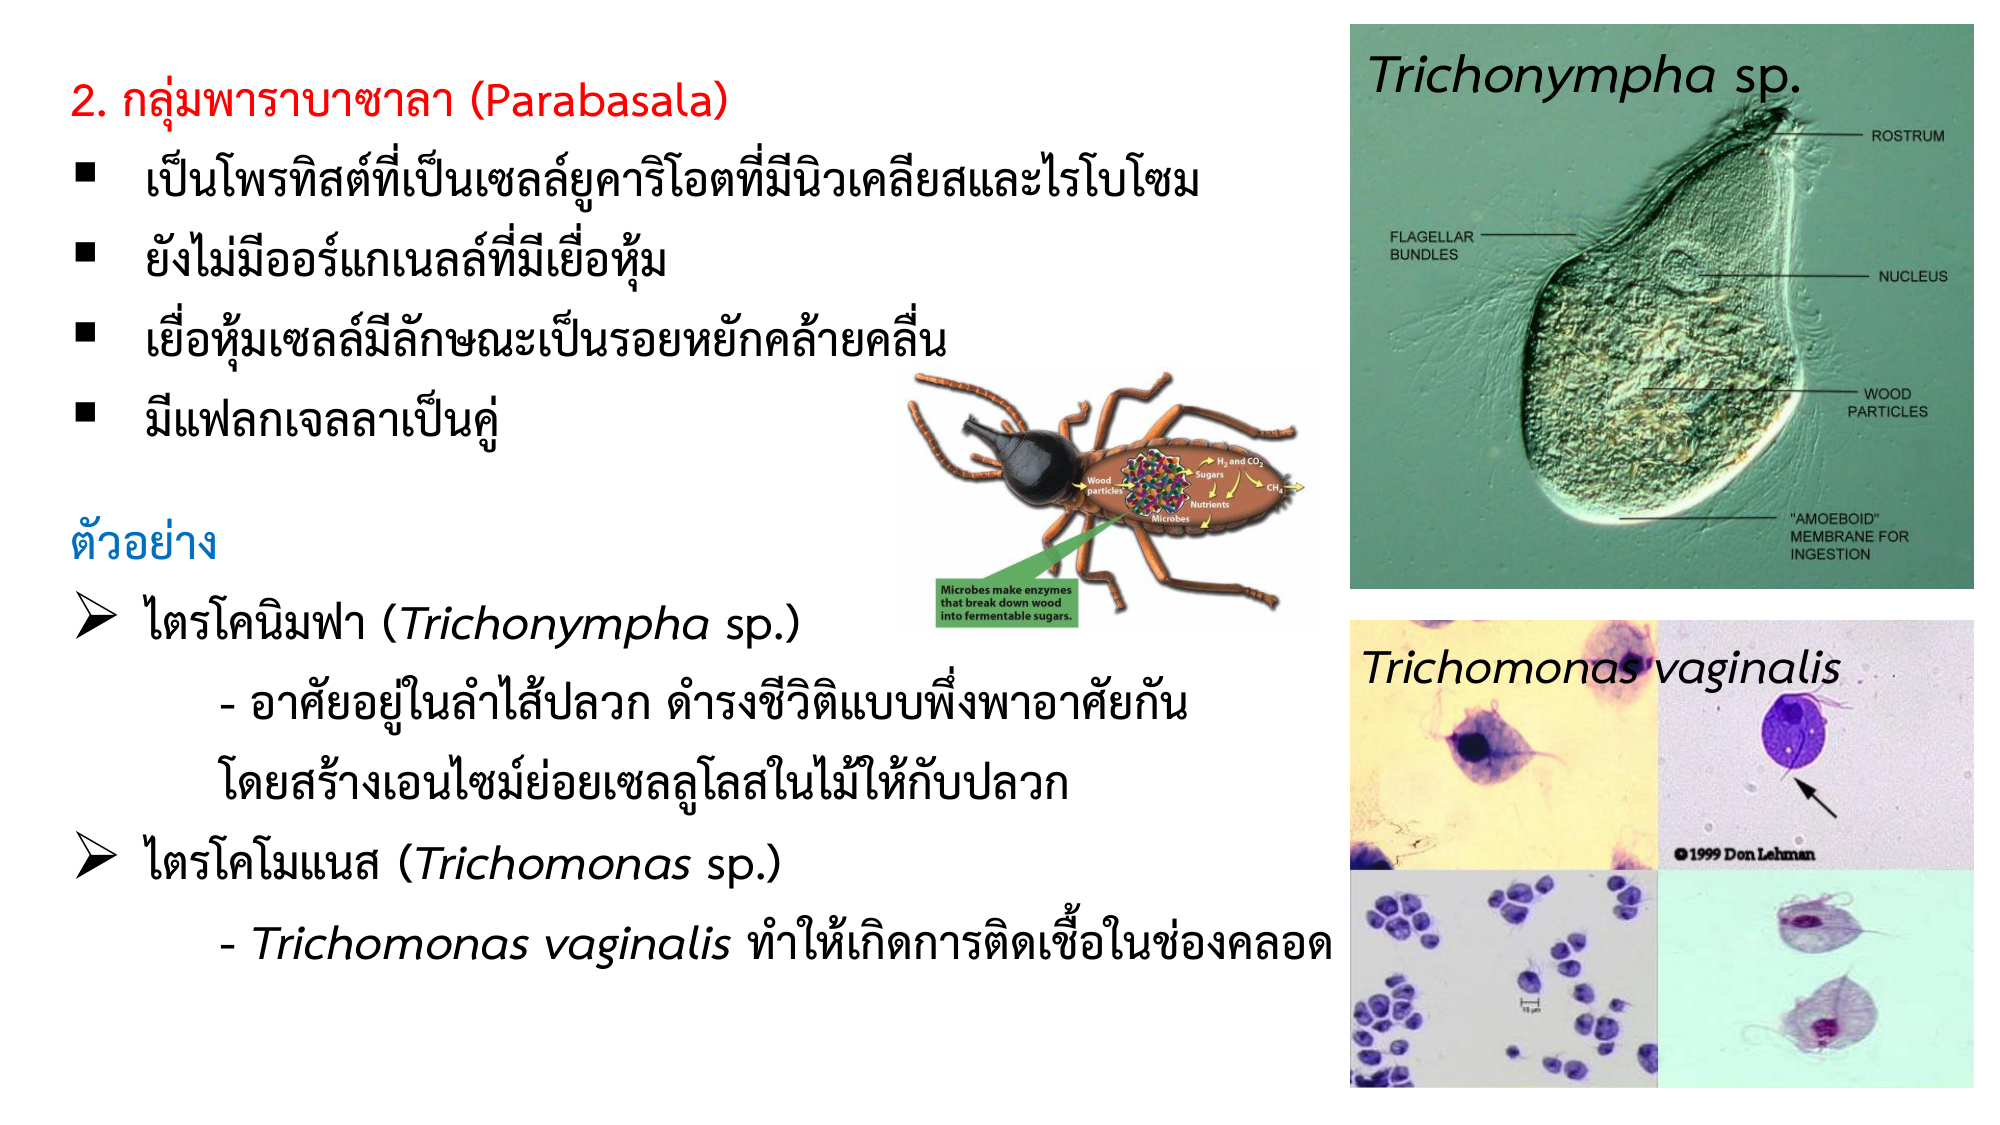 2. กลุ่มพาราบาซาลา (Parabasala)
▪ เป็นโพรทิสต์ที่เป็นเซลล์ยูคาริโอตที่มีนิวเคลียสและไรโบโซม
▪ ยังไม่มีออร์แกเนลล์ที่มีเยื่อหุ้ม
▪ เยื่อหุ้มเซลล์มีลักษณะเป็นรอยหยักคล้ายคลื่น
▪ มีแฟลกเจลลาเป็นคู่
ตัวอย่าง
➢ ไตรโคนิมฟา (Trichonympha sp.)
- อาศัยอยู่ในลำไส้ปลวก ดำรงชีวิติแบบพึ่งพาอาศัยกัน
โดยสร้างเอนไซม์ย่อยเซลลูโลสในไม้ให้กับปลวก
➢ ไตรโคโมแนส (Trichomonas sp.)
- Trichomonas vaginalis ทำให้เกิดการติดเชื้อในช่องคลอด
Wood
particles
Microbes
Sugars
H2 and CO2
Nutrients
CH4
Microbes make enzymes
that break down wood
into fermentable sugars.
Trichonympha sp.
ROSTRUM
FLAGELLAR
BUNDLES
NUCLEUS
WOOD
PARTICLES
"AMOEBOID"
MEMBRANE FOR
INGESTION
Trichomonas vaginalis
©1999 Don Lehman